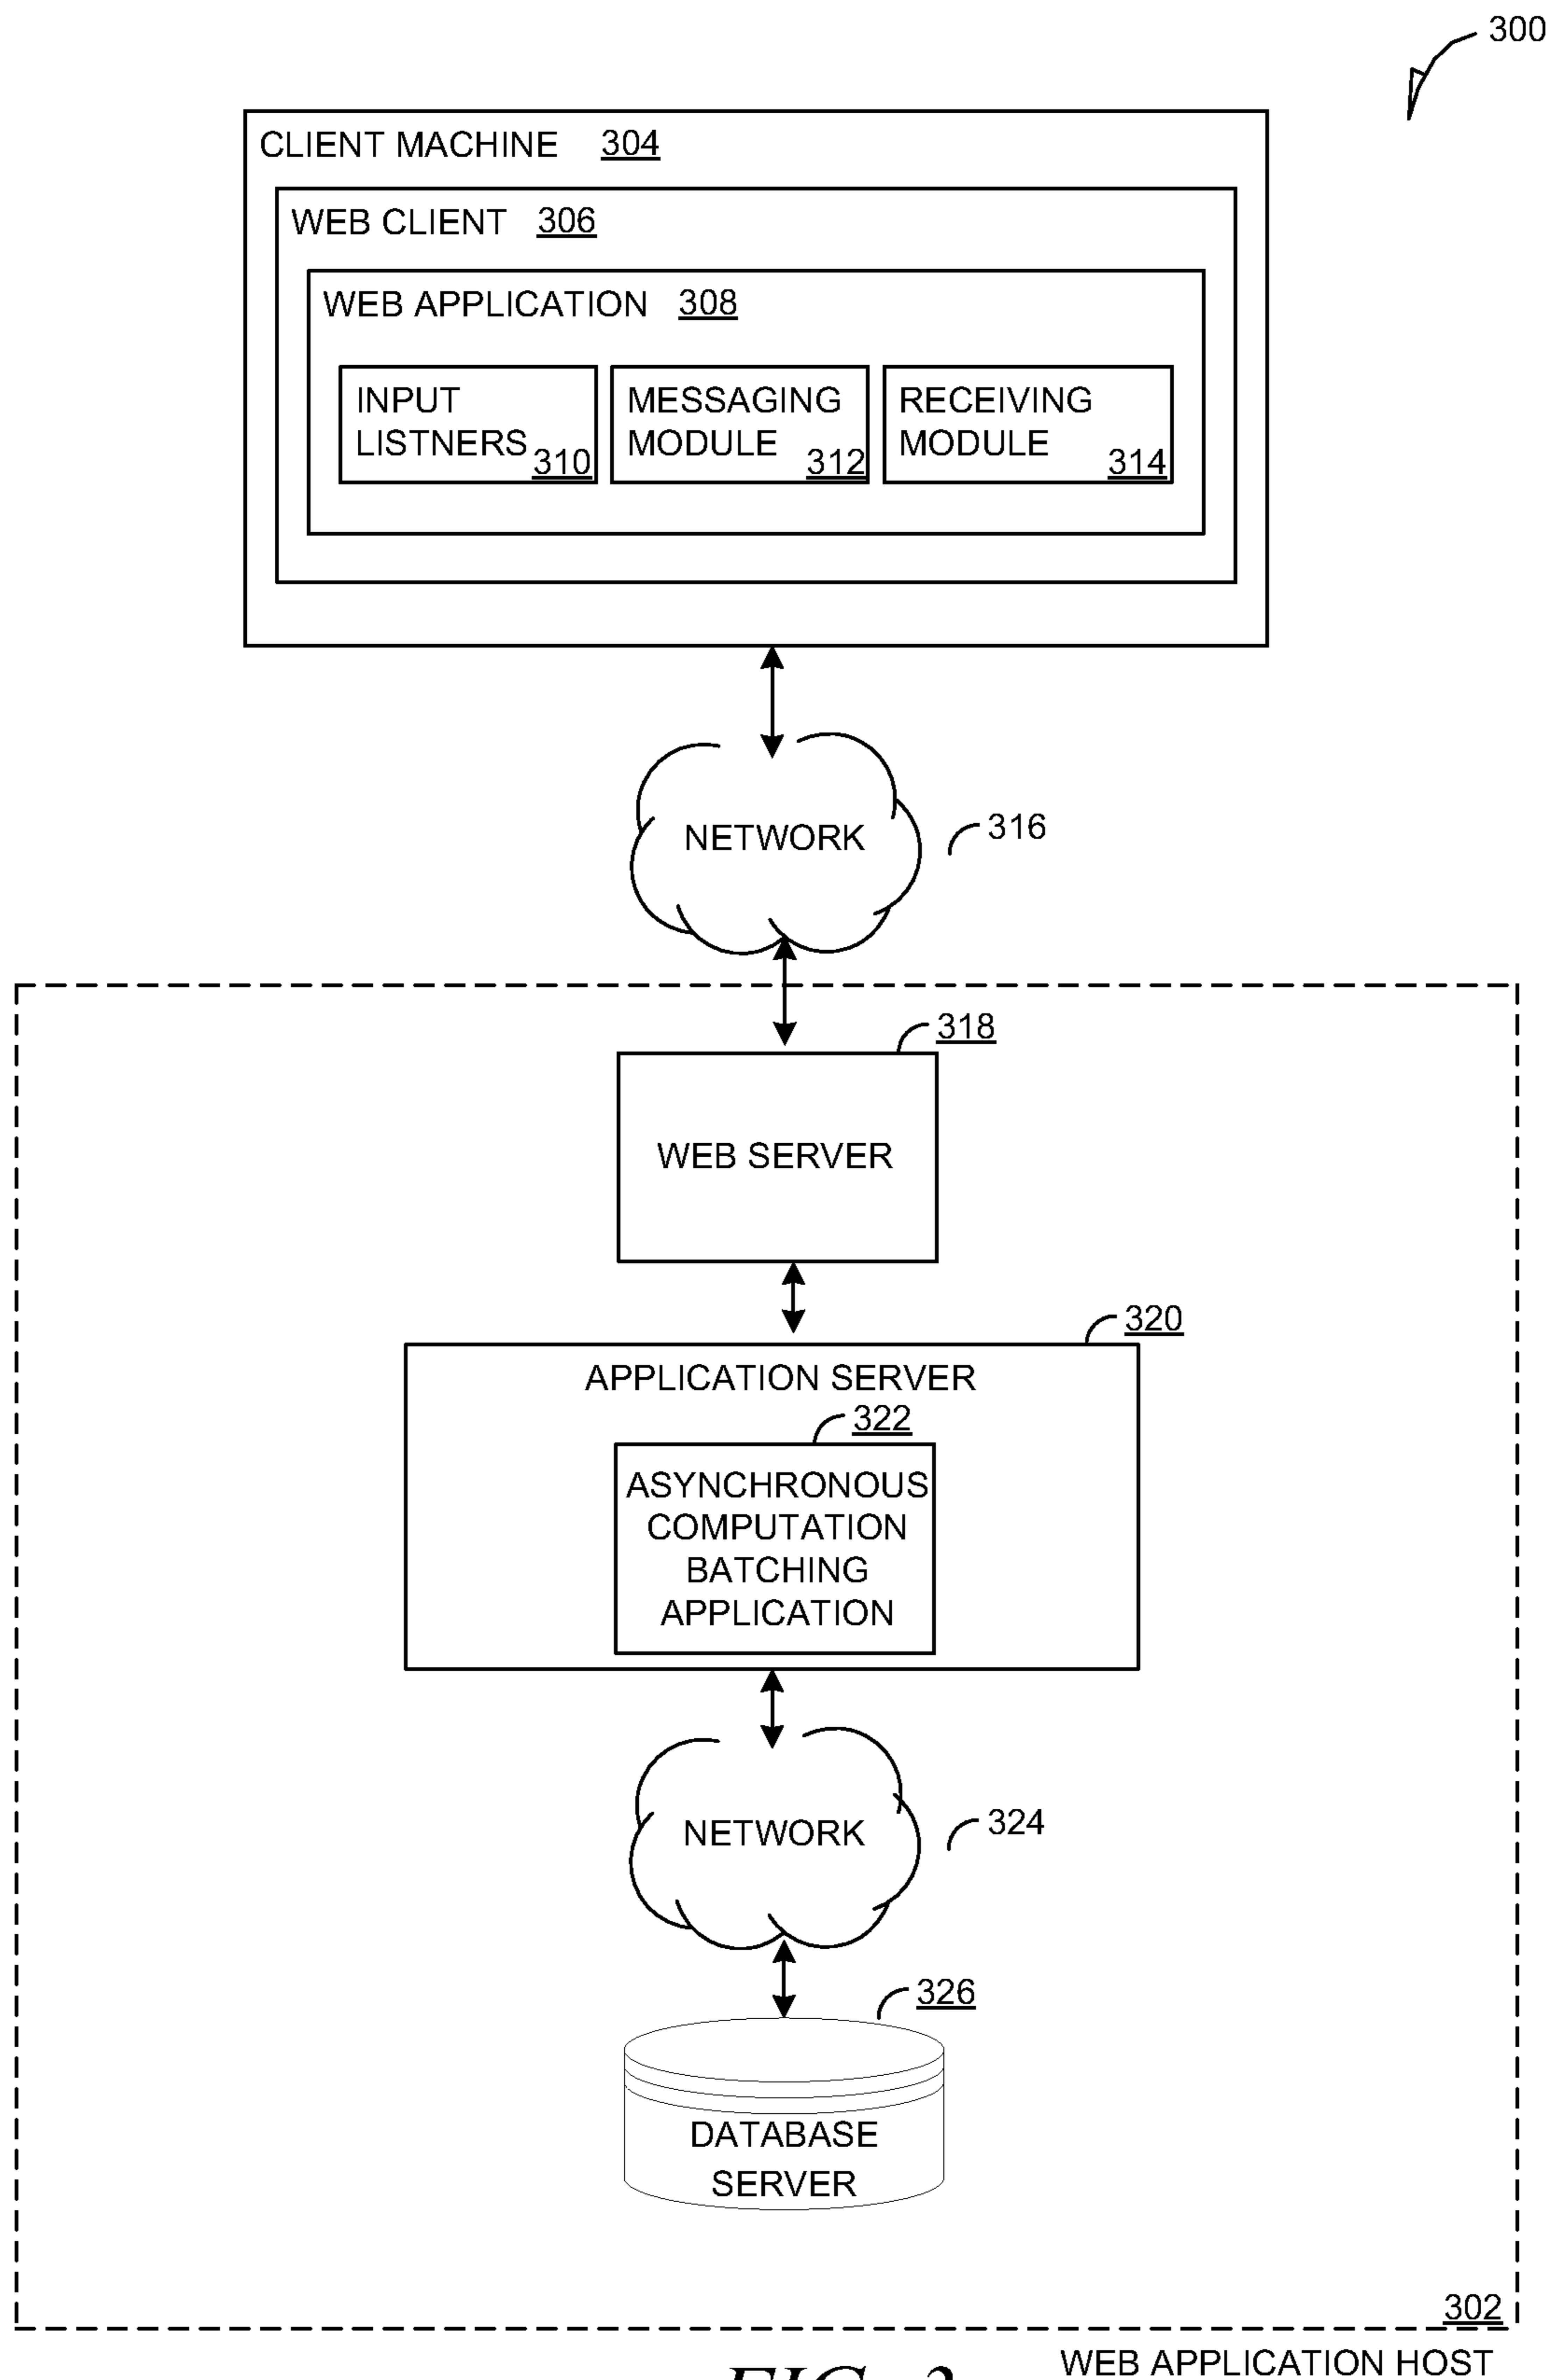 300
CLIENT MACHINE 304
WEB CLIENT 306
WEB APPLICATION 308
INPUT
LISTNERS 310
MESSAGING
MODULE 312
RECEIVING
MODULE 314
NETWORK
316
318
WEB SERVER
320
APPLICATION SERVER
322
ASYNCHRONOUS
COMPUTATION
BATCHING
APPLICATION
NETWORK
324
326
DATABASE
SERVER
302
WEB APPLICATION HOST
FIG. 3